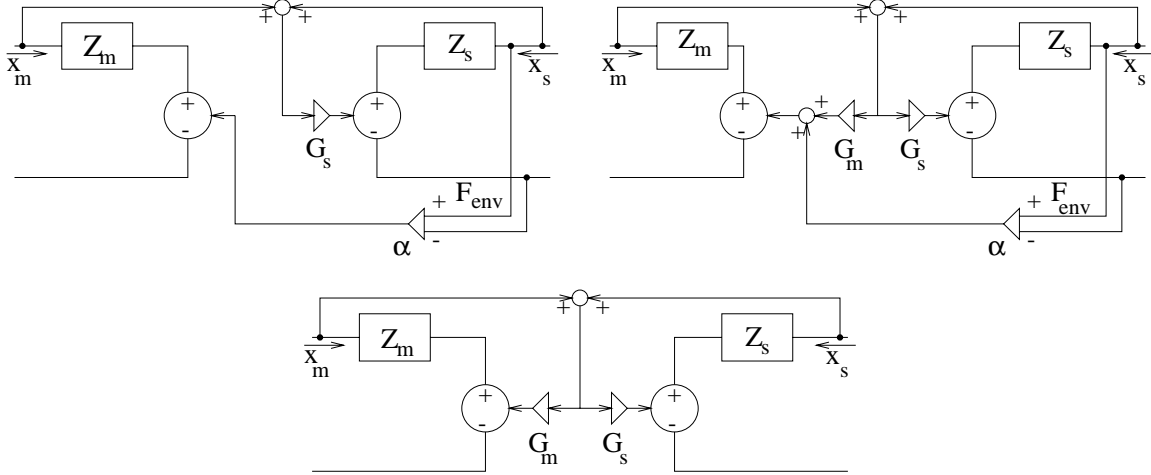 + +
Z_m Z_s
x_m x_s
+ +
- -
G_s
F_env
+
-
α
+ +
Z_m Z_s
x_m x_s
+ + +
- + -
G_m G_s
F_env
+
-
α
+ +
Z_m Z_s
x_m x_s
+ +
- -
G_m G_s